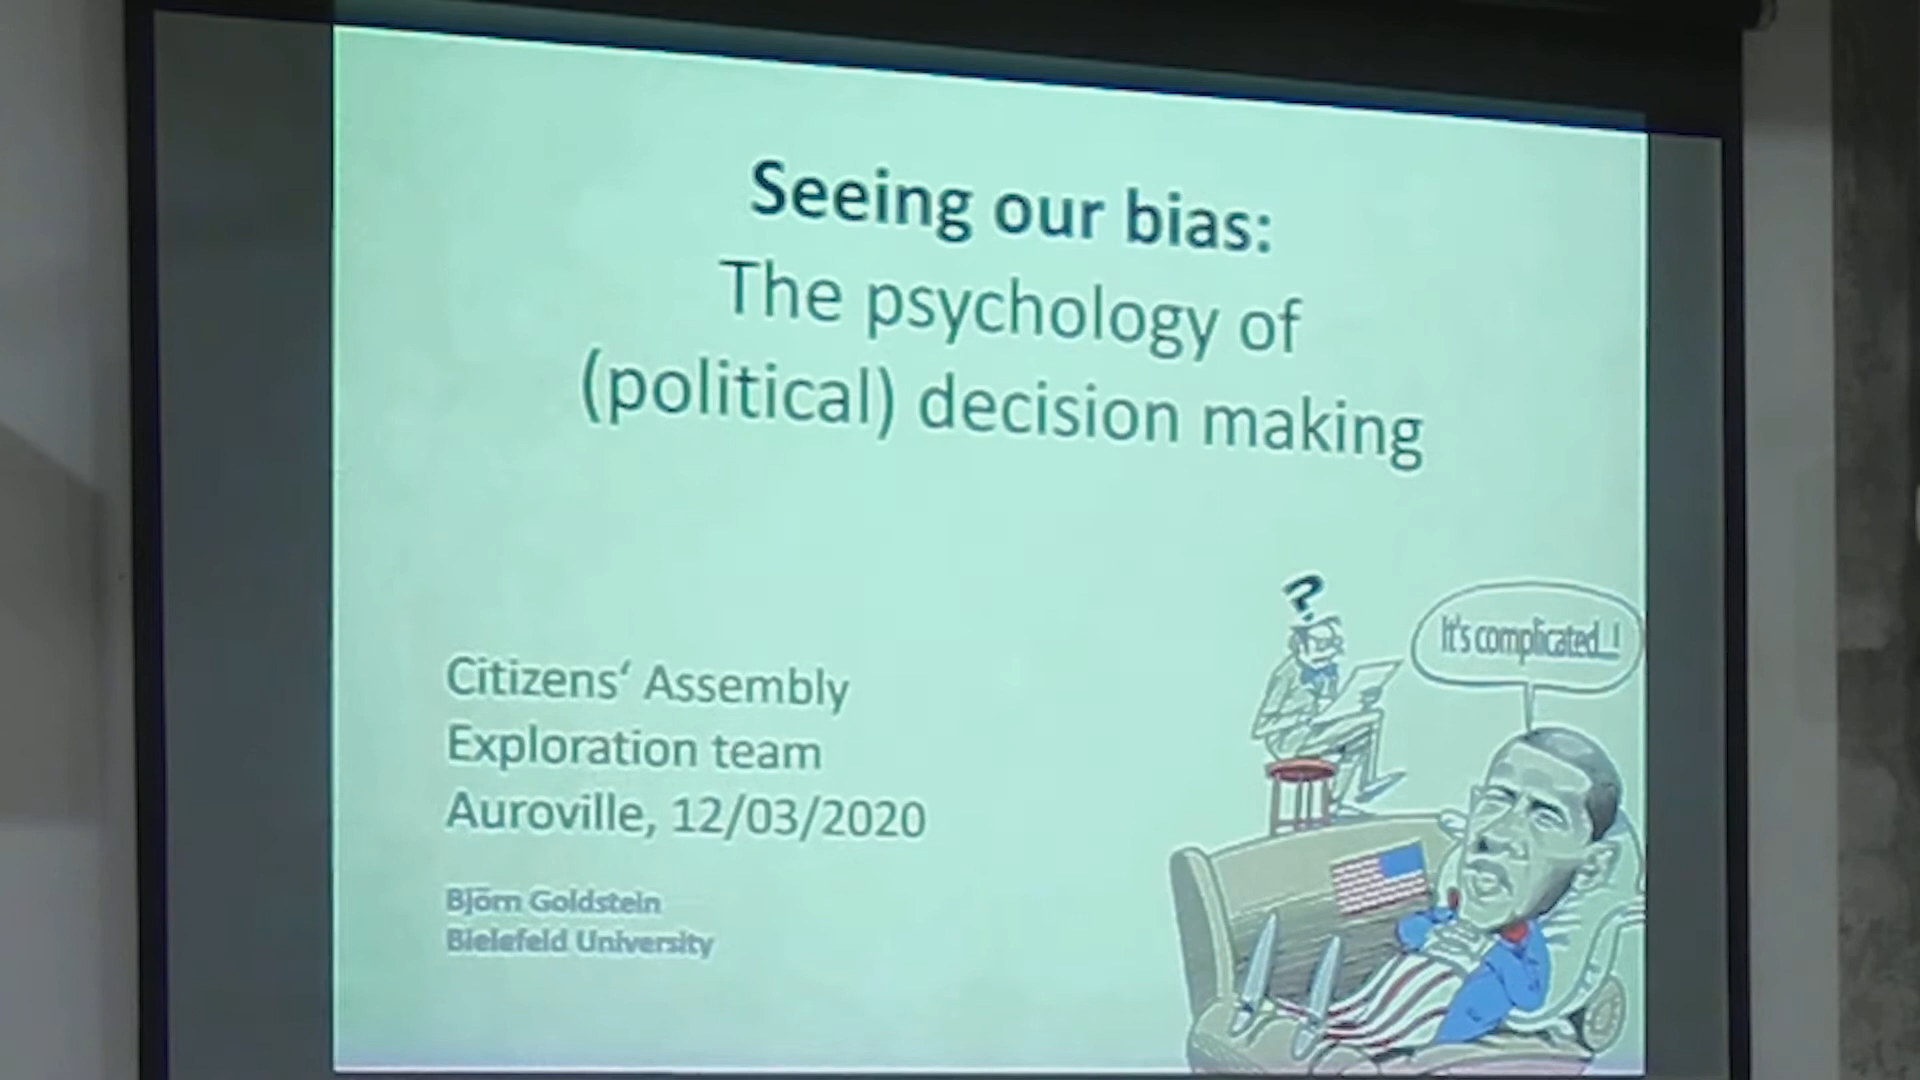 Seeing our bias:
The psychology of
(political) decision making
?
It's complicated...!
Citizens‘ Assembly
Exploration team
Auroville, 12/03/2020
Björn Goldstein
Bielefeld University